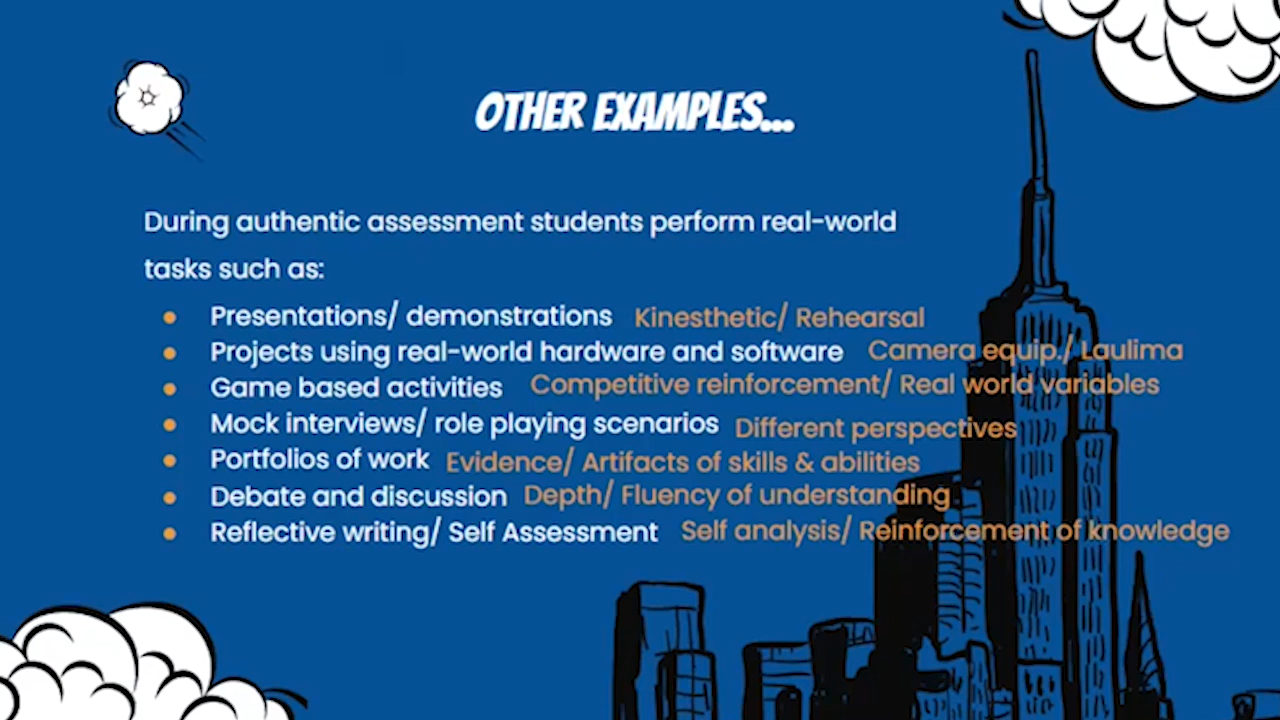 OTHER EXAMPLES...
During authentic assessment students perform real-world
tasks such as:
● Presentations/ demonstrations Kinesthetic/ Rehearsal
● Projects using real-world hardware and software Camera equip./ Laulima
● Game based activities Competitive reinforcement/ Real world variables
● Mock interviews/ role playing scenarios Different perspectives
● Portfolios of work Evidence/ Artifacts of skills & abilities
● Debate and discussion Depth/ Fluency of understanding
● Reflective writing/ Self Assessment Self analysis/ Reinforcement of knowledge